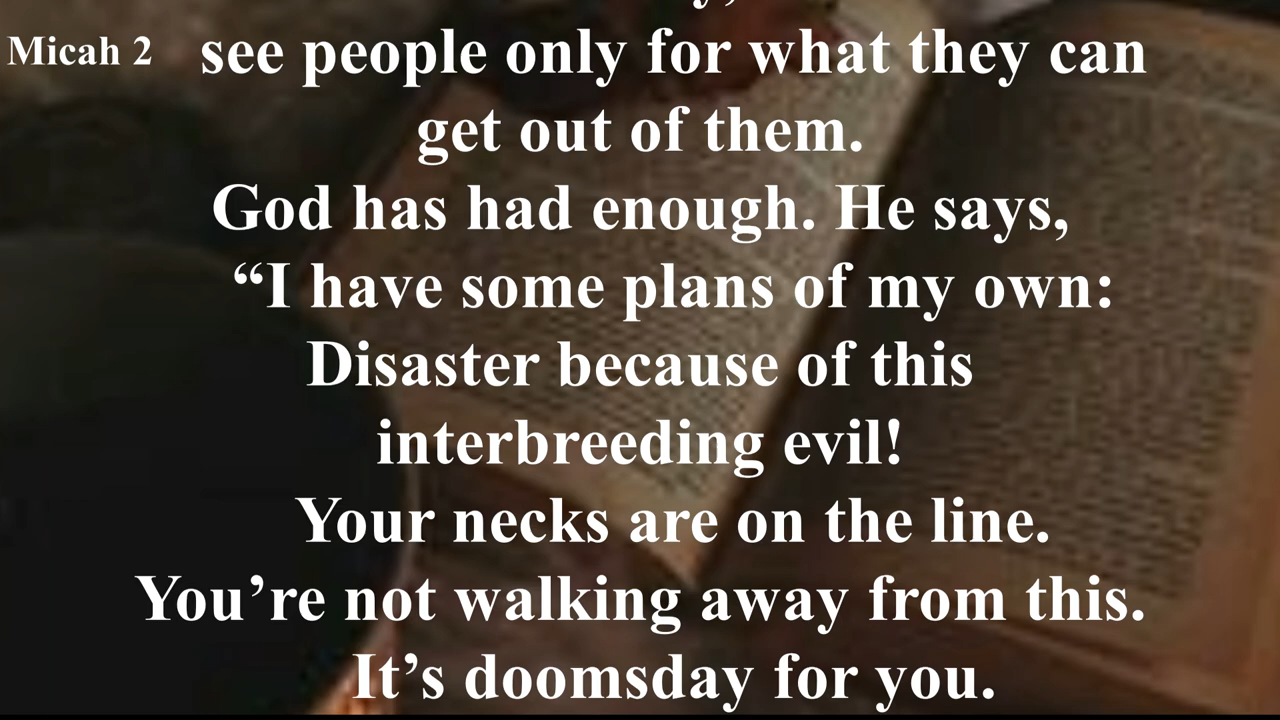 Micah 2
see people only for what they can
get out of them.
God has had enough. He says,
“I have some plans of my own:
Disaster because of this
interbreeding evil!
Your necks are on the line.
You’re not walking away from this.
It’s doomsday for you.